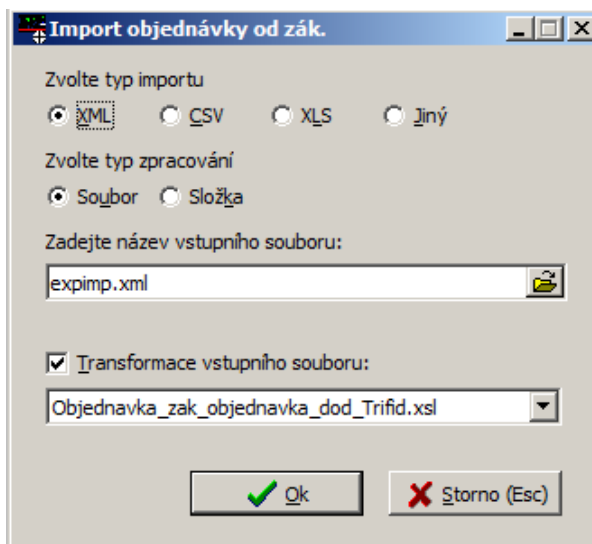 Import objednávky od zák.
Zvolte typ importu
XML CSV XLS Jiný
Zvolte typ zpracování
Soubor Složka
Zadejte název vstupního souboru:
expimp.xml
Transformace vstupního souboru:
Objednavka_zak_objednavka_dod_Trifid.xsl
Ok Storno (Esc)